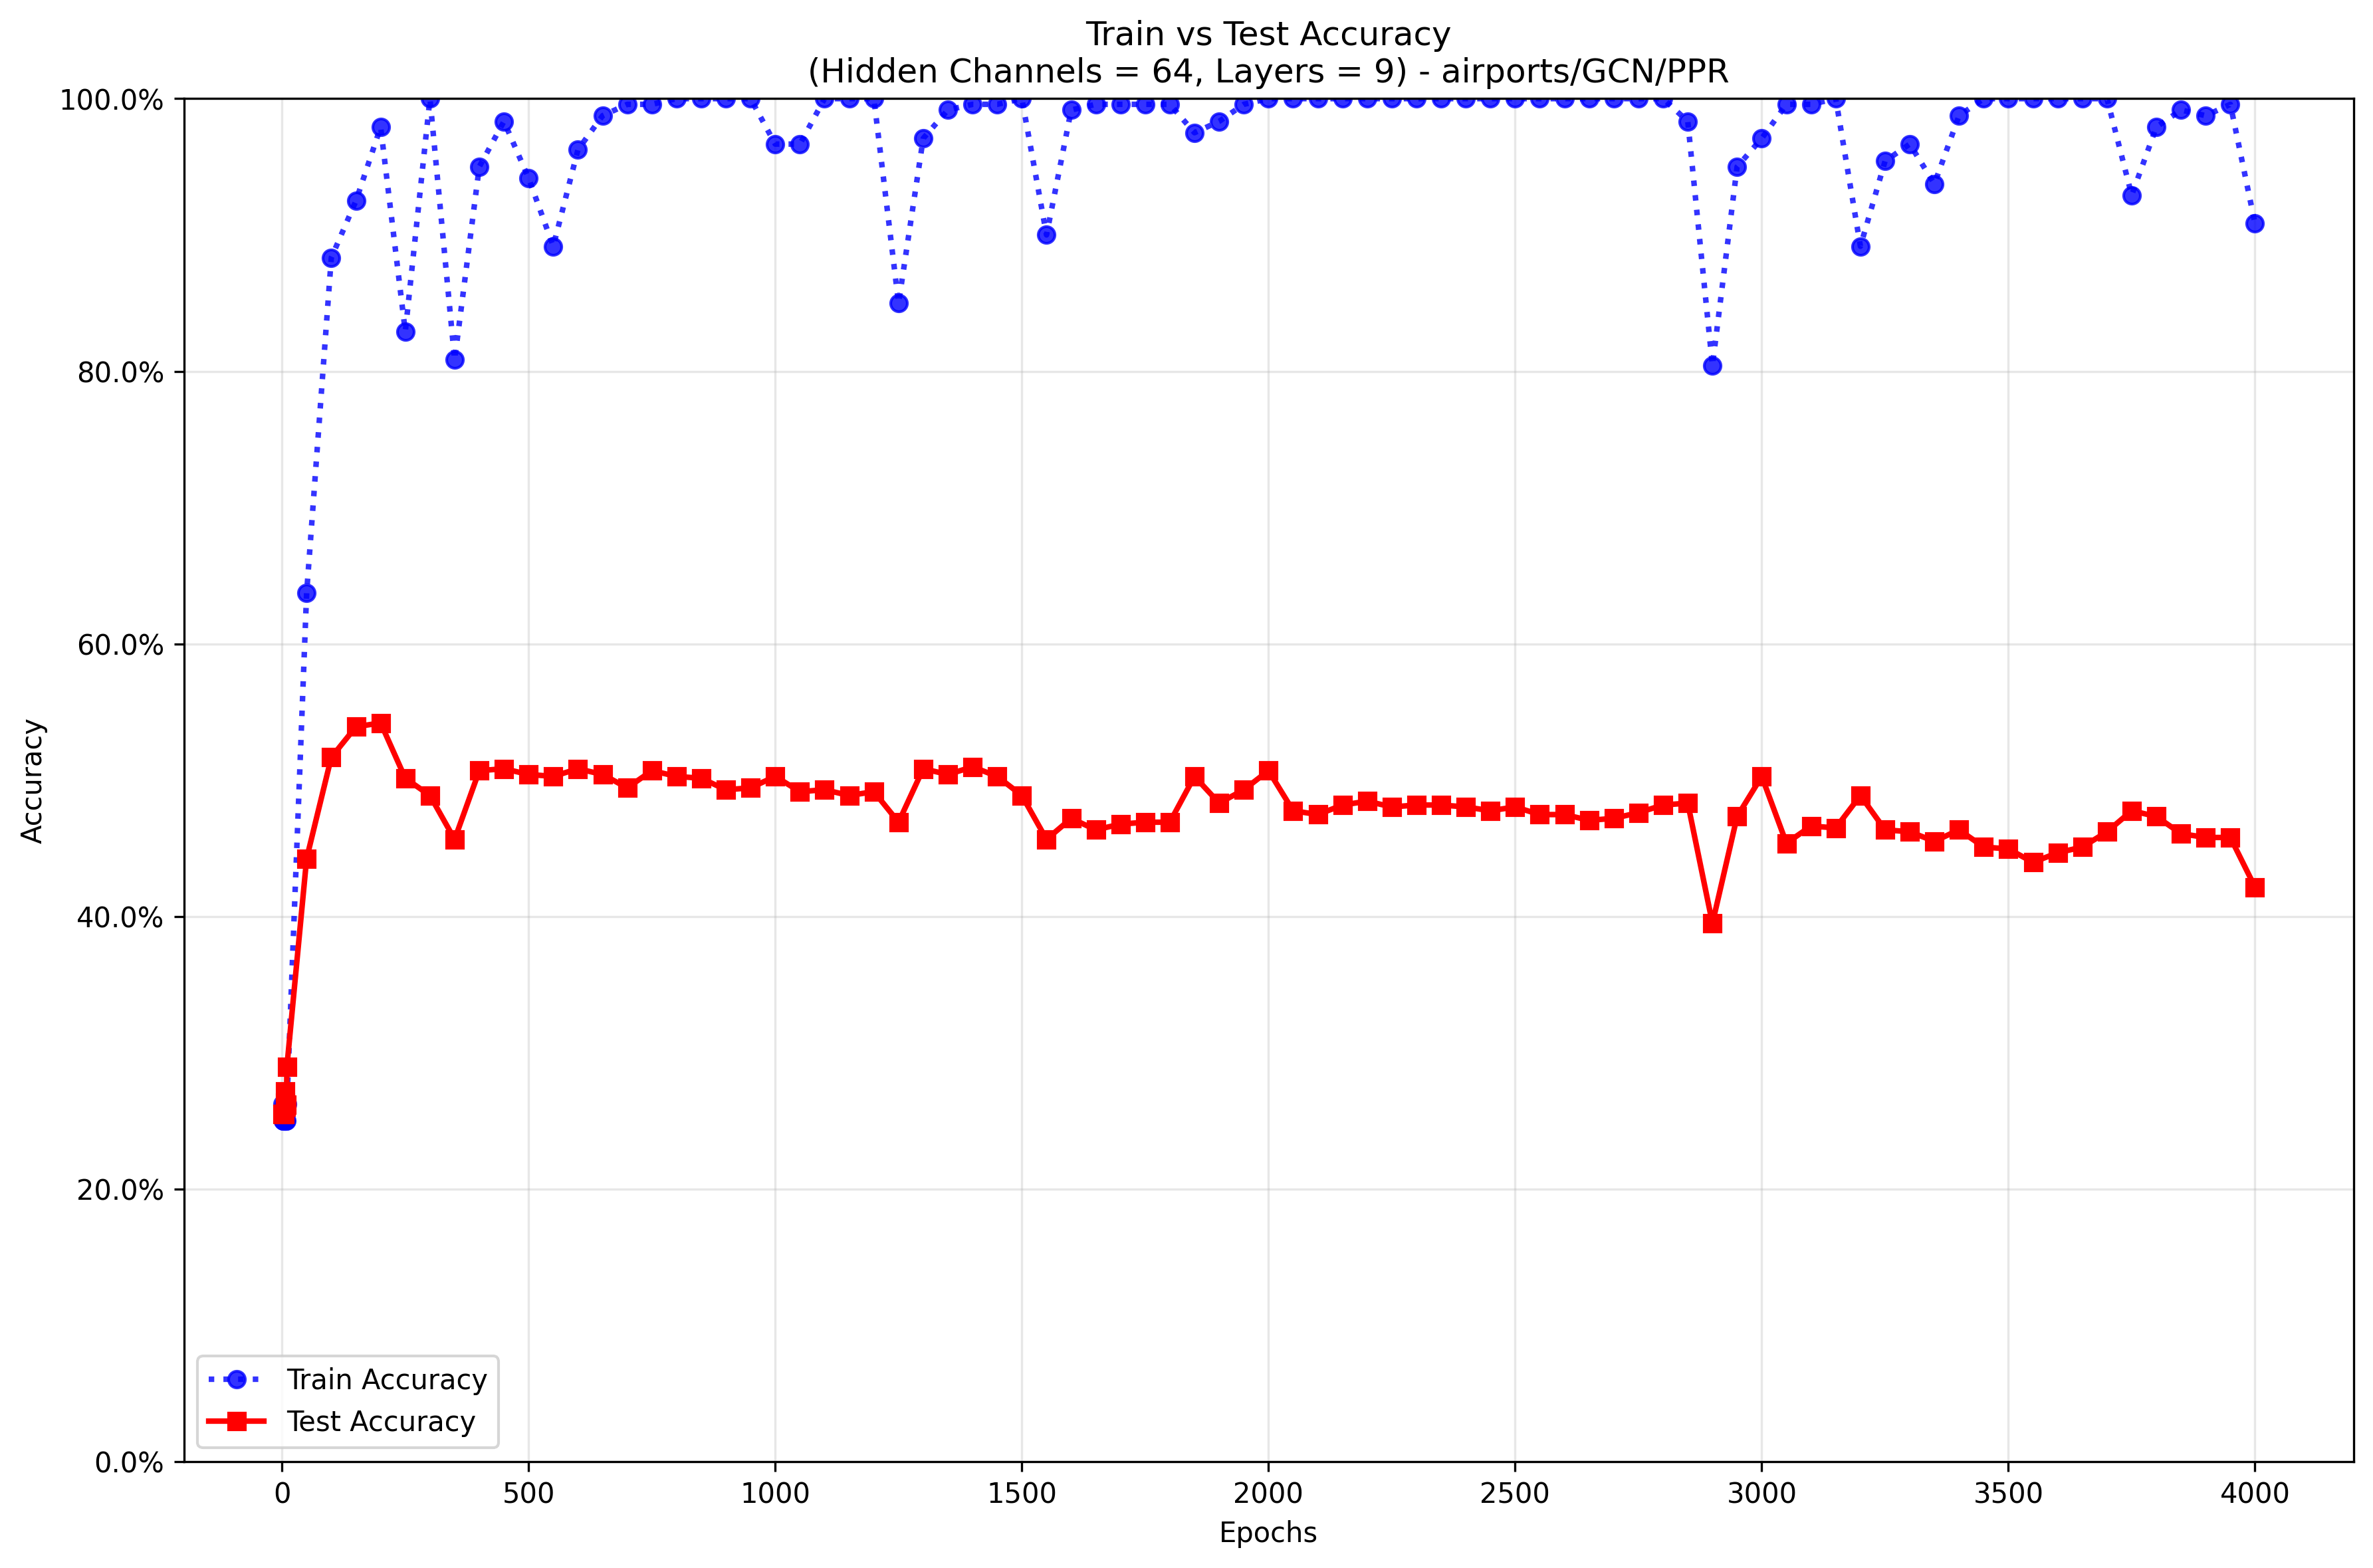 Train vs Test Accuracy
(Hidden Channels = 64, Layers = 9) - airports/GCN/PPR
100.0%
80.0%
60.0%
40.0%
20.0%
0.0%
Accuracy
Train Accuracy
Test Accuracy
0 500 1000 1500 2000 2500 3000 3500 4000
Epochs